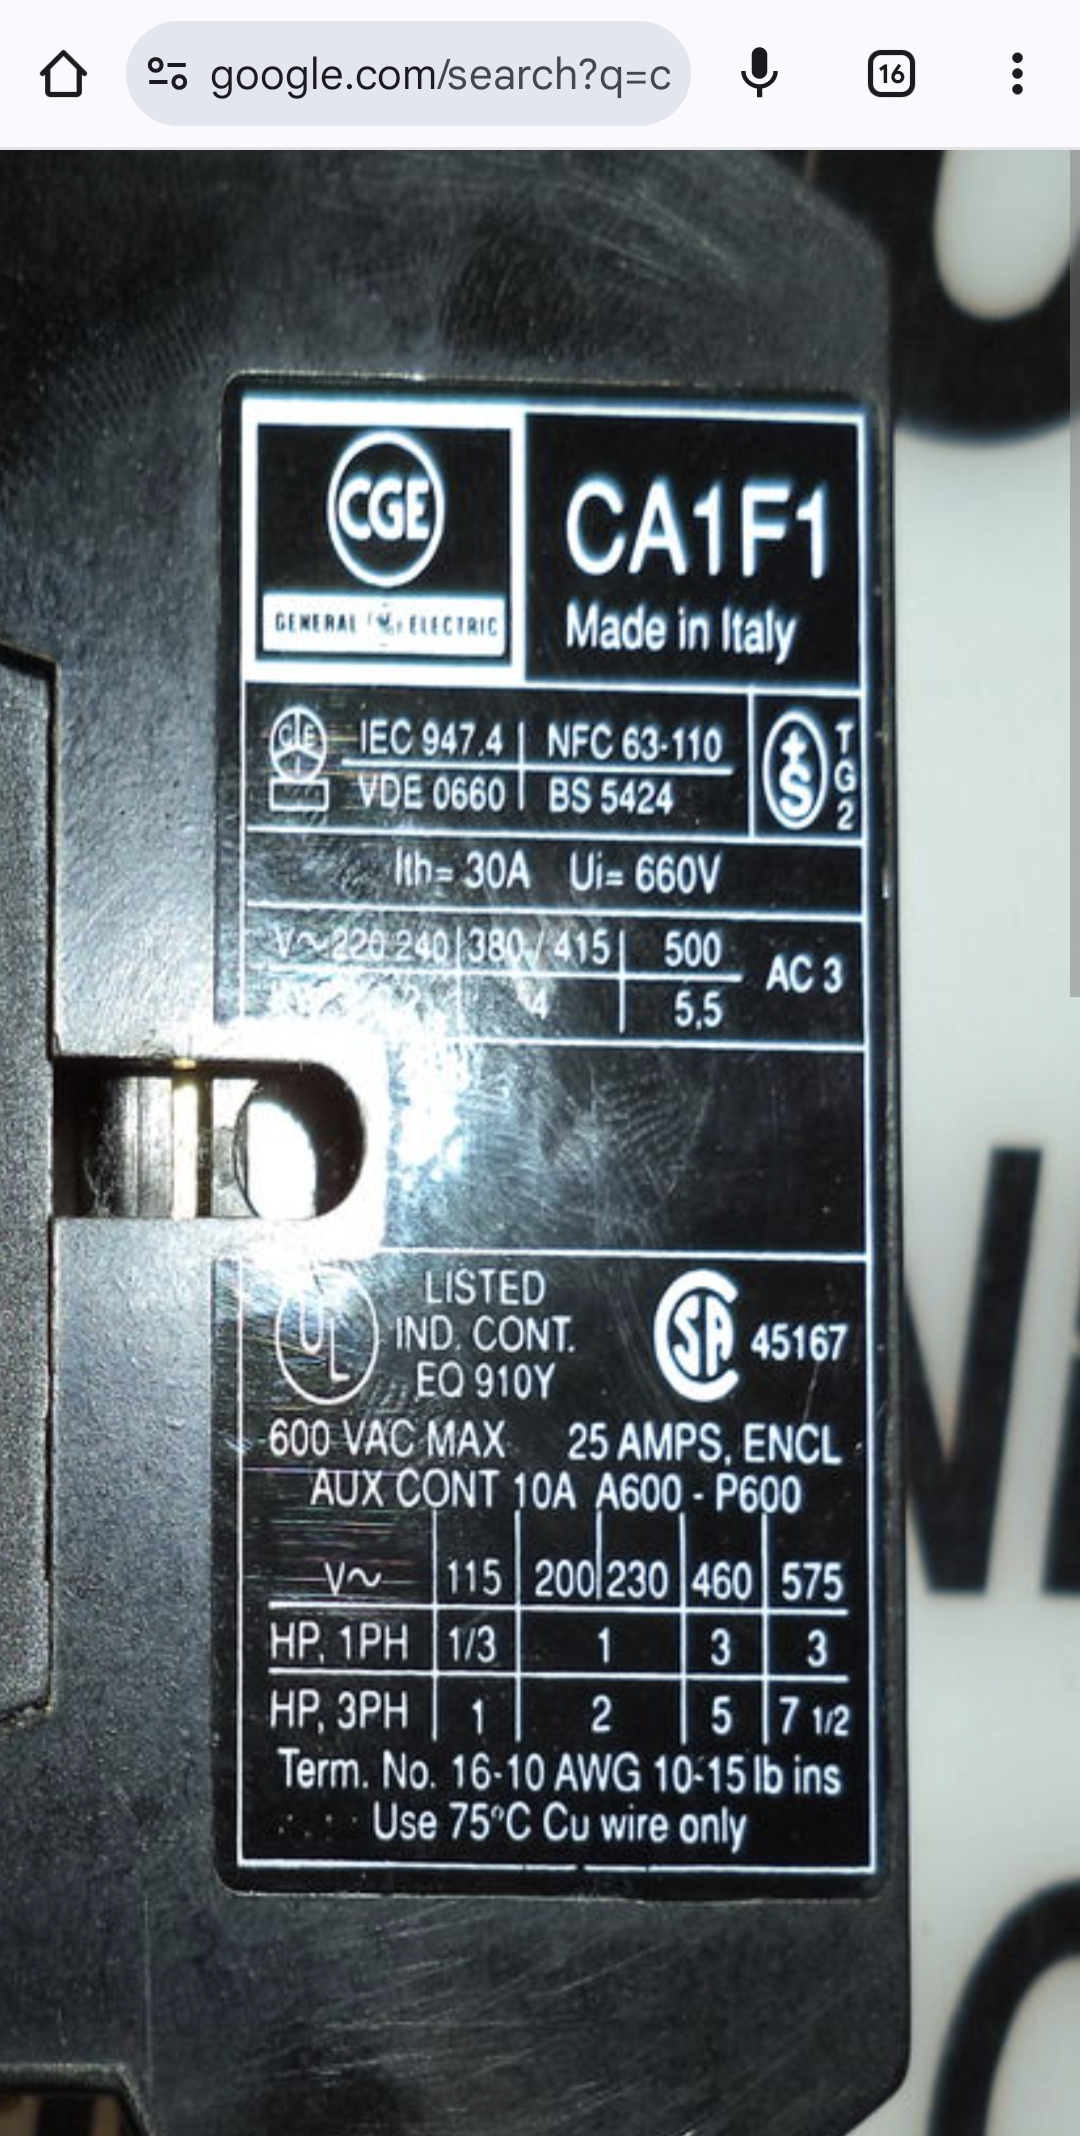 google.com/search?q=c
16
CGE
GENERAL ELECTRIC
CA1F1
Made in Italy
IEC 947.4 NFC 63-110
VDE 0660 BS 5424
S
TG2
Ith= 30A Ui= 660V
V~ 220 240 380 / 415 500
AC 3
4 5,5
UL
LISTED
IND. CONT.
EQ 910Y
SA 45167
600 VAC MAX 25 AMPS, ENCL
AUX CONT 10A A600 - P600
V~ 115 200 230 460 575
HP, 1PH 1/3 1 3 3
HP, 3PH 1 2 5 7 1/2
Term. No. 16-10 AWG 10-15 lb ins
Use 75°C Cu wire only